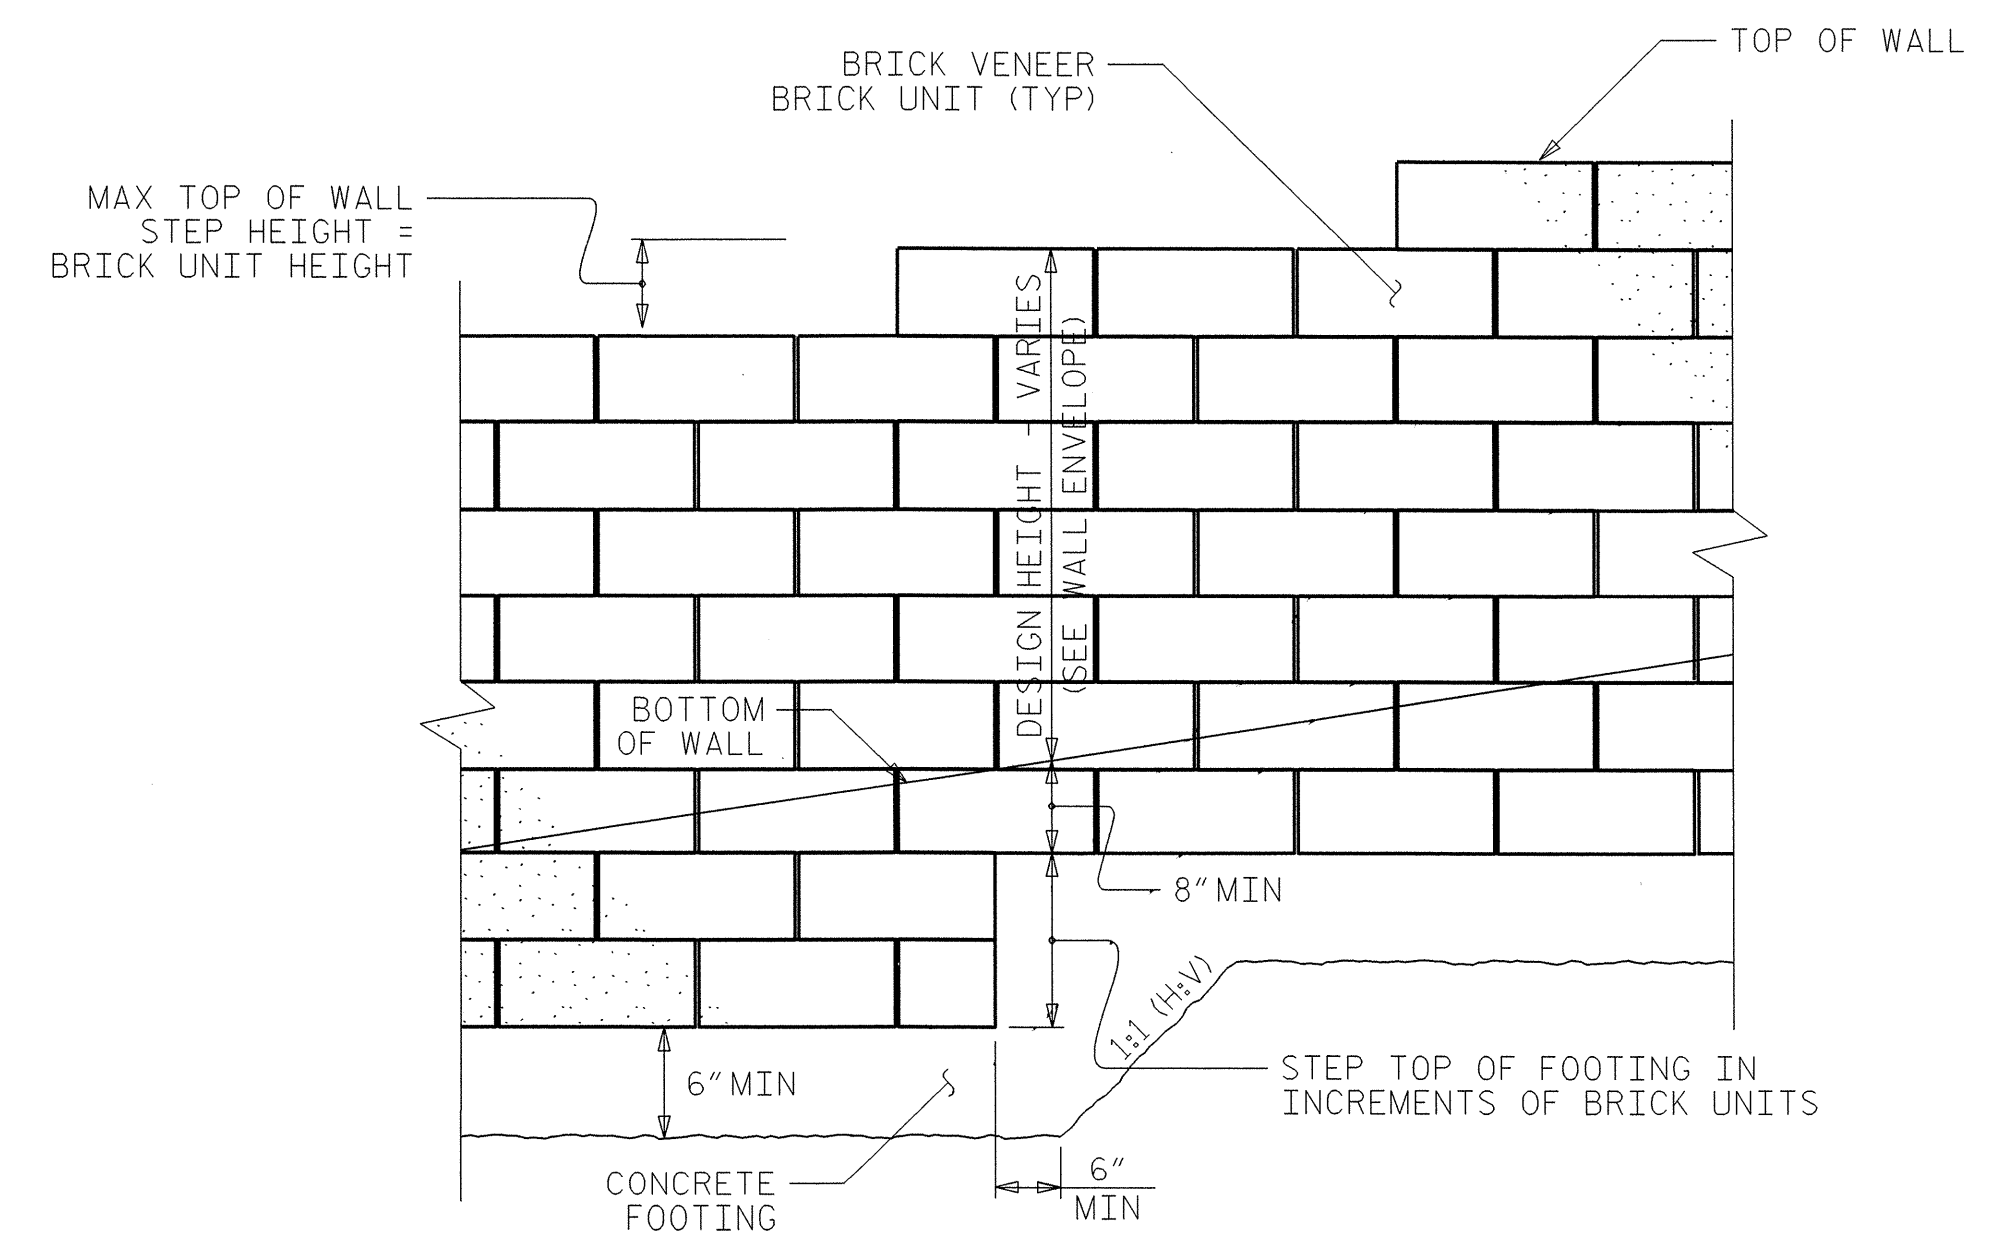 TOP OF WALL
BRICK VENEER
BRICK UNIT (TYP)
MAX TOP OF WALL
STEP HEIGHT =
BRICK UNIT HEIGHT
DESIGN HEIGHT - VARIES
(SEE WALL ENVELOPE)
BOTTOM
OF WALL
8" MIN
1:1 (H:V)
6" MIN
STEP TOP OF FOOTING IN
INCREMENTS OF BRICK UNITS
CONCRETE
FOOTING
6"
MIN